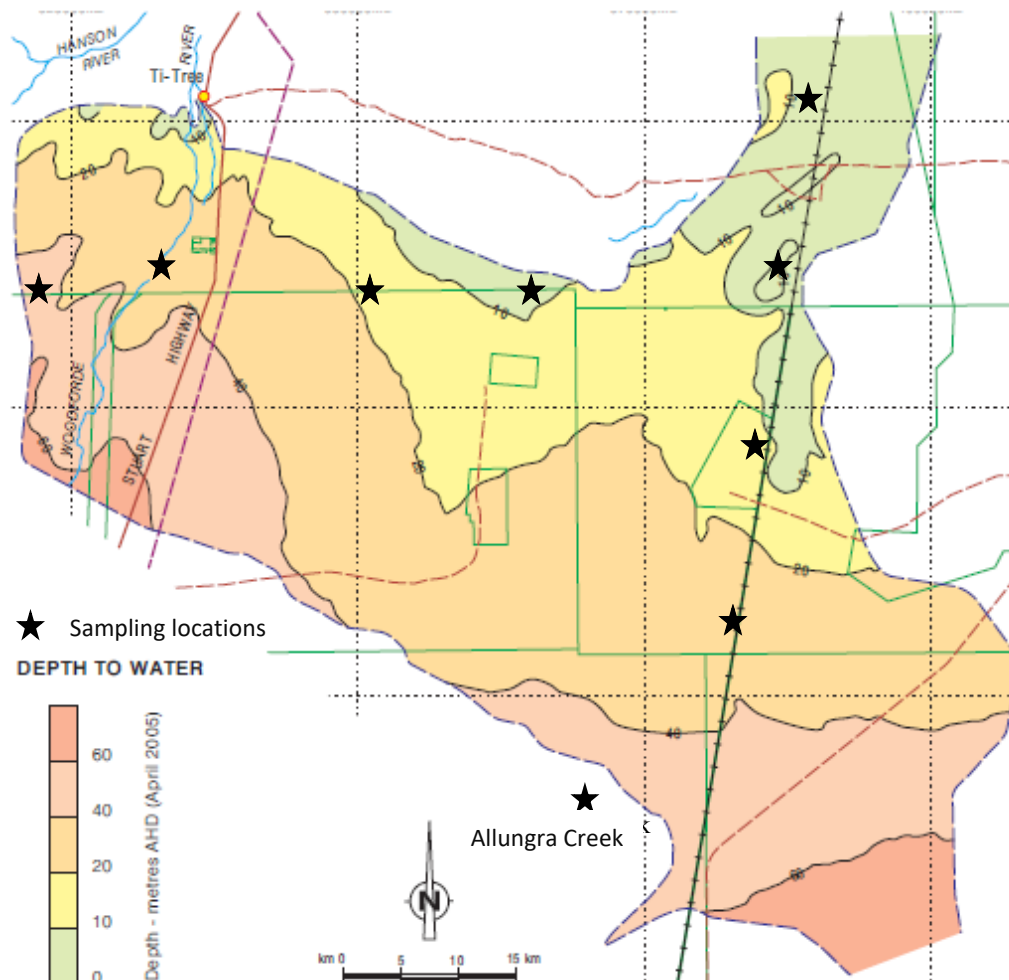 HANSON
RIVER
RIVER
Ti-Tree
10
10
20
10
10
10
HIGHWAY
40
WOODFORDE
20
60
STUART
10
20
★ Sampling locations
DEPTH TO WATER
40
60
40
20
10
0
Depth - metres AHD (April 2005)
Allungra Creek
k
60
N
km 0 5 10 15 km